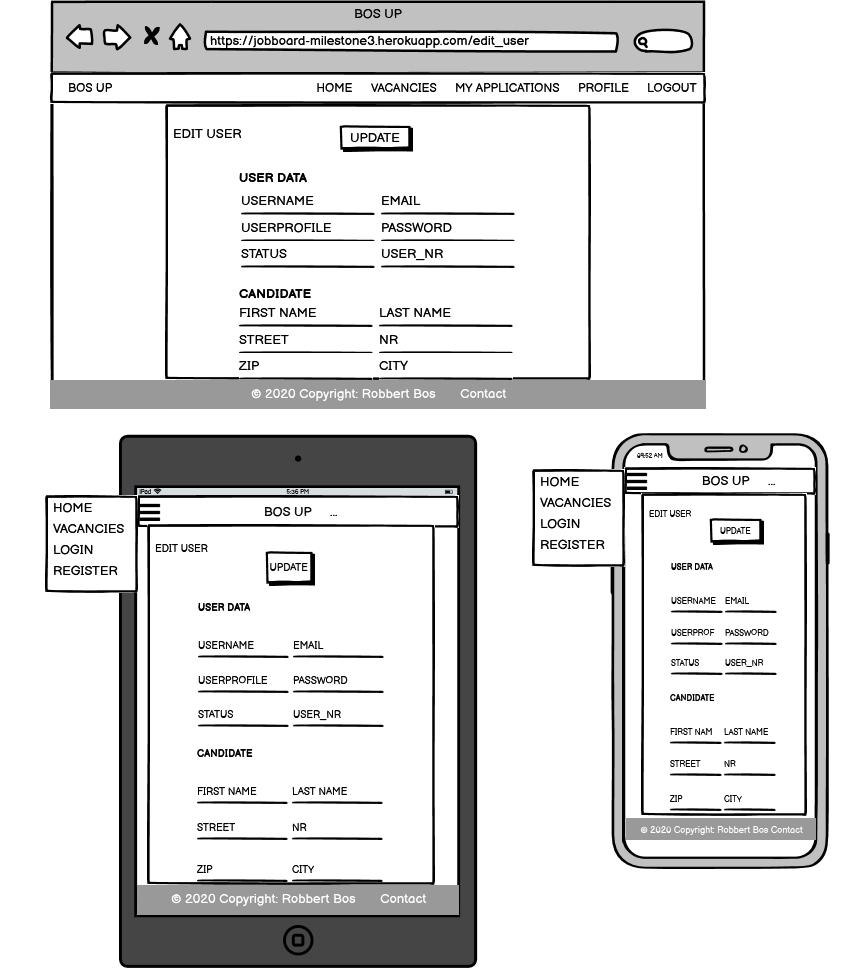 BOS UP
https://jobboard-milestone3.herokuapp.com/edit_user
BOS UP HOME VACANCIES MY APPLICATIONS PROFILE LOGOUT
EDIT USER UPDATE
USER DATA
USERNAME EMAIL
USERPROFILE PASSWORD
STATUS USER_NR
CANDIDATE
FIRST NAME LAST NAME
STREET NR
ZIP CITY
© 2020 Copyright: Robbert Bos Contact
iPad 5:36 PM
BOS UP ...
HOME
VACANCIES
LOGIN
REGISTER
EDIT USER
UPDATE
USER DATA
USERNAME EMAIL
USERPROFILE PASSWORD
STATUS USER_NR
CANDIDATE
FIRST NAME LAST NAME
STREET NR
ZIP CITY
© 2020 Copyright: Robbert Bos Contact
09:52 AM
BOS UP ...
HOME
VACANCIES
LOGIN
REGISTER
EDIT USER
UPDATE
USER DATA
USERNAME EMAIL
USERPROF PASSWORD
STATUS USER_NR
CANDIDATE
FIRST NAM LAST NAME
STREET NR
ZIP CITY
© 2020 Copyright: Robbert Bos Contact